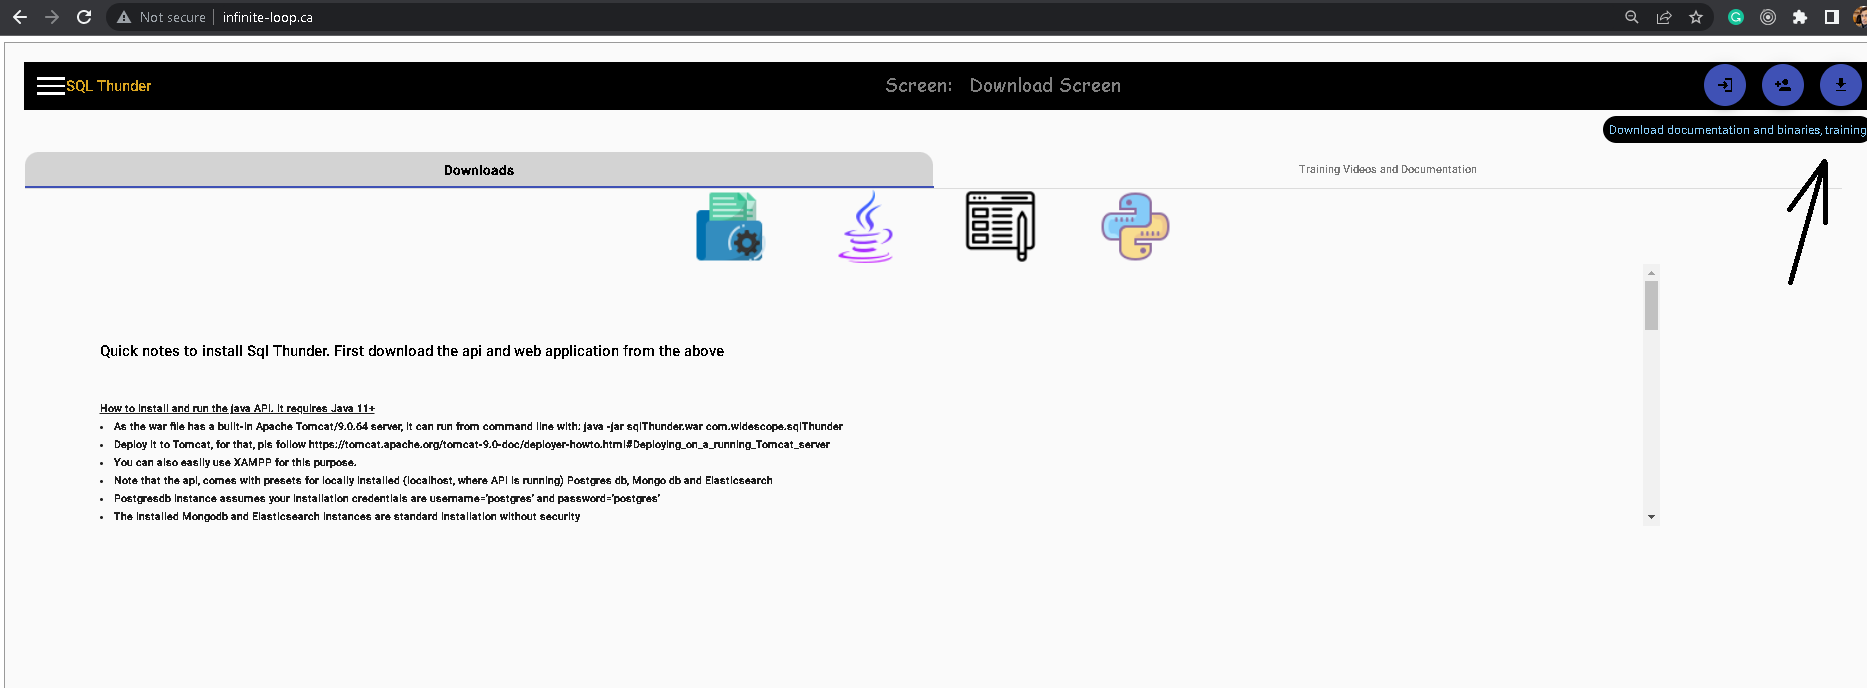 Not secure | infinite-loop.ca
SQL Thunder
Screen: Download Screen
Download documentation and binaries, training
Downloads
Training Videos and Documentation
Quick notes to install Sql Thunder. First download the api and web application from the above
How to install and run the java API. It requires Java 11+
• As the war file has a built-in Apache Tomcat/9.0.64 server, it can run from command line with: java -jar sqlThunder.war com.widescope.sqlThunder
• Deploy it to Tomcat, for that, pls follow https://tomcat.apache.org/tomcat-9.0-doc/deployer-howto.html#Deploying_on_a_running_Tomcat_server
• You can also easily use XAMPP for this purpose.
• Note that the api, comes with presets for locally installed (localhost, where API is running) Postgres db, Mongo db and Elasticsearch
• Postgresdb instance assumes your installation credentials are username='postgres' and password='postgres'
• The installed Mongodb and Elasticsearch instances are standard installation without security